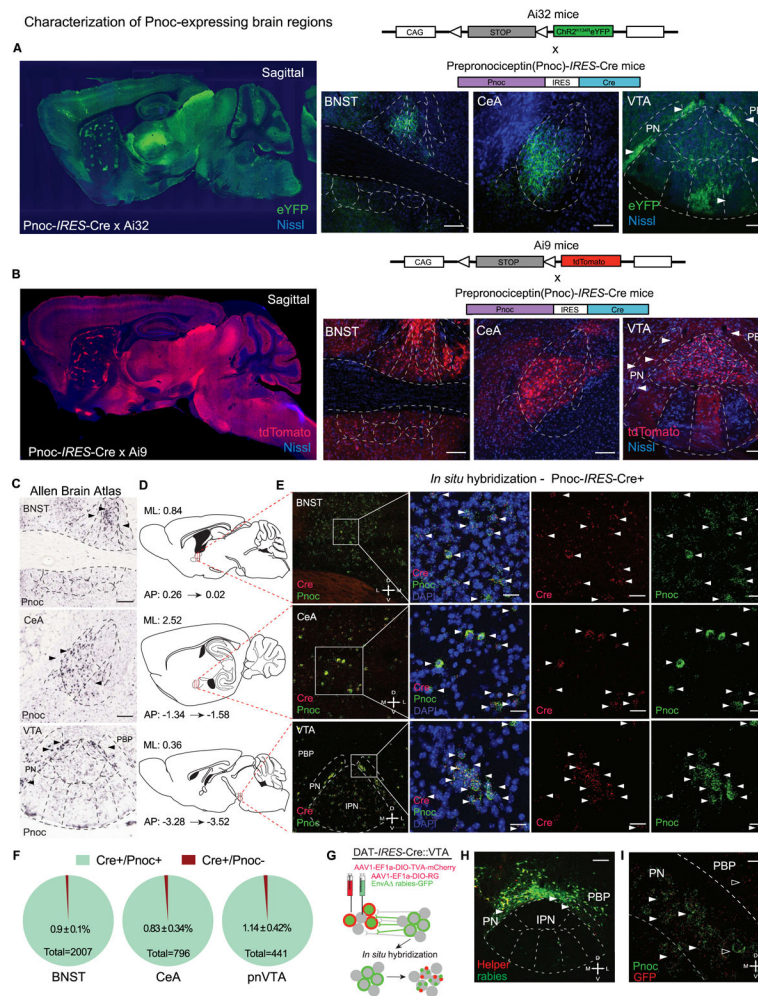 Characterization of Pnoc-expressing brain regions
Ai32 mice
CAG
STOP
x
A
Prepronociceptin(Pnoc)-IRES-Cre mice
Pnoc
IRES
Cre
Sagittal
eYFP
Nissl
Pnoc-IRES-Cre x Ai32
BNST
CeA
VTA
PN
eYFP
Nissl
Ai9 mice
CAG
STOP
tdTomato
x
B
Prepronociceptin(Pnoc)-IRES-Cre mice
Pnoc
IRES
Cre
Sagittal
tdTomato
Nissl
Pnoc-IRES-Cre x Ai9
BNST
CeA
VTA
PN
tdTomato
Nissl
C
Allen Brain Atlas
BNST
Pnoc
CeA
Pnoc
VTA
PBP
PN
Pnoc
D
ML: 0.84
AP: 0.26 → 0.02
ML: 2.52
AP: -1.34 → -1.58
ML: 0.36
AP: -3.28 → -3.52
E
In situ hybridization - Pnoc-IRES-Cre+
BNST
Cre
Pnoc
D
M L
V
Cre
Pnoc
DAPI
Cre
Pnoc
CeA
Cre
Pnoc
D
M L
V
Cre
Pnoc
DAPI
Cre
Pnoc
VTA
PBP
PN
IPN
Cre
Pnoc
D
M L
V
Cre
Pnoc
DAPI
Cre
Pnoc
F
Cre+/Pnoc+
Cre+/Pnoc-
0.9 ± 0.1%
Total=2007
BNST
0.83 ± 0.34%
Total=796
CeA
1.14 ± 0.42%
Total=441
pnVTA
G
DAT-IRES-Cre::VTA
AAV1-EF1a-DIO-TVA-mCherry
AAV1-EF1a-DIO-RG
EnvAΔ rabies-GFP
In situ
hybridization
H
PN
PBP
IPN
Helper
rabies
D
M L
V
I
PBP
PN
Pnoc
GFP
D
M L
V